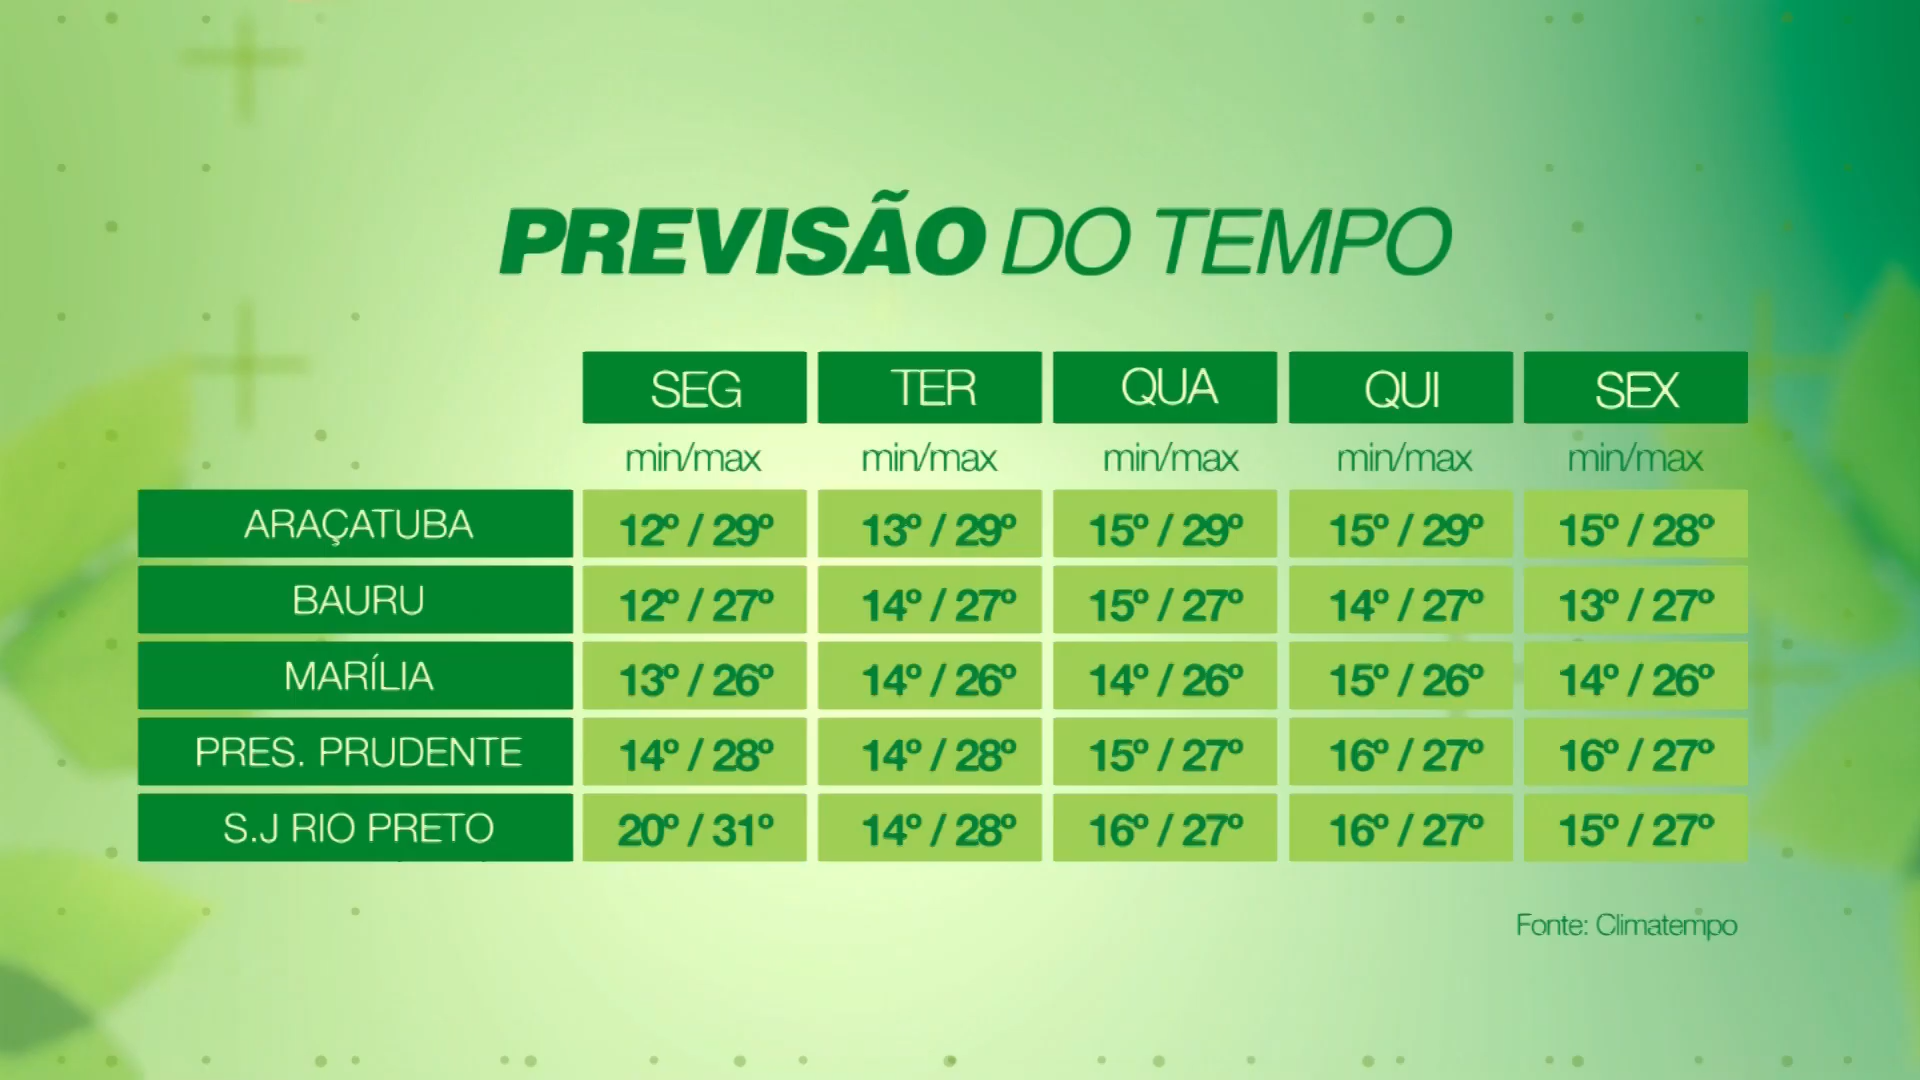 PREVISÃO DO TEMPO
SEG TER QUA QUI SEX
min/max min/max min/max min/max min/max
ARAÇATUBA 12º / 29º 13º / 29º 15º / 29º 15º / 29º 15º / 28º
BAURU 12º / 27º 14º / 27º 15º / 27º 14º / 27º 13º / 27º
MARÍLIA 13º / 26º 14º / 26º 14º / 26º 15º / 26º 14º / 26º
PRES. PRUDENTE 14º / 28º 14º / 28º 15º / 27º 16º / 27º 16º / 27º
S.J RIO PRETO 20º / 31º 14º / 28º 16º / 27º 16º / 27º 15º / 27º
Fonte: Climatempo